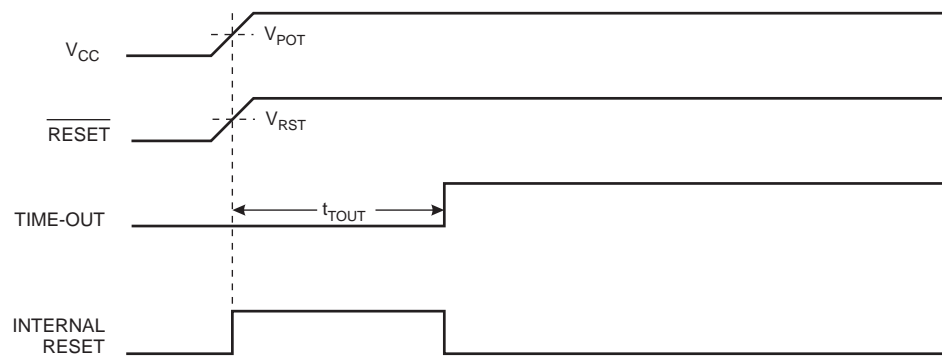 V_CC
V_POT
RESET
V_RST
TIME-OUT
t_TOUT
INTERNAL
RESET